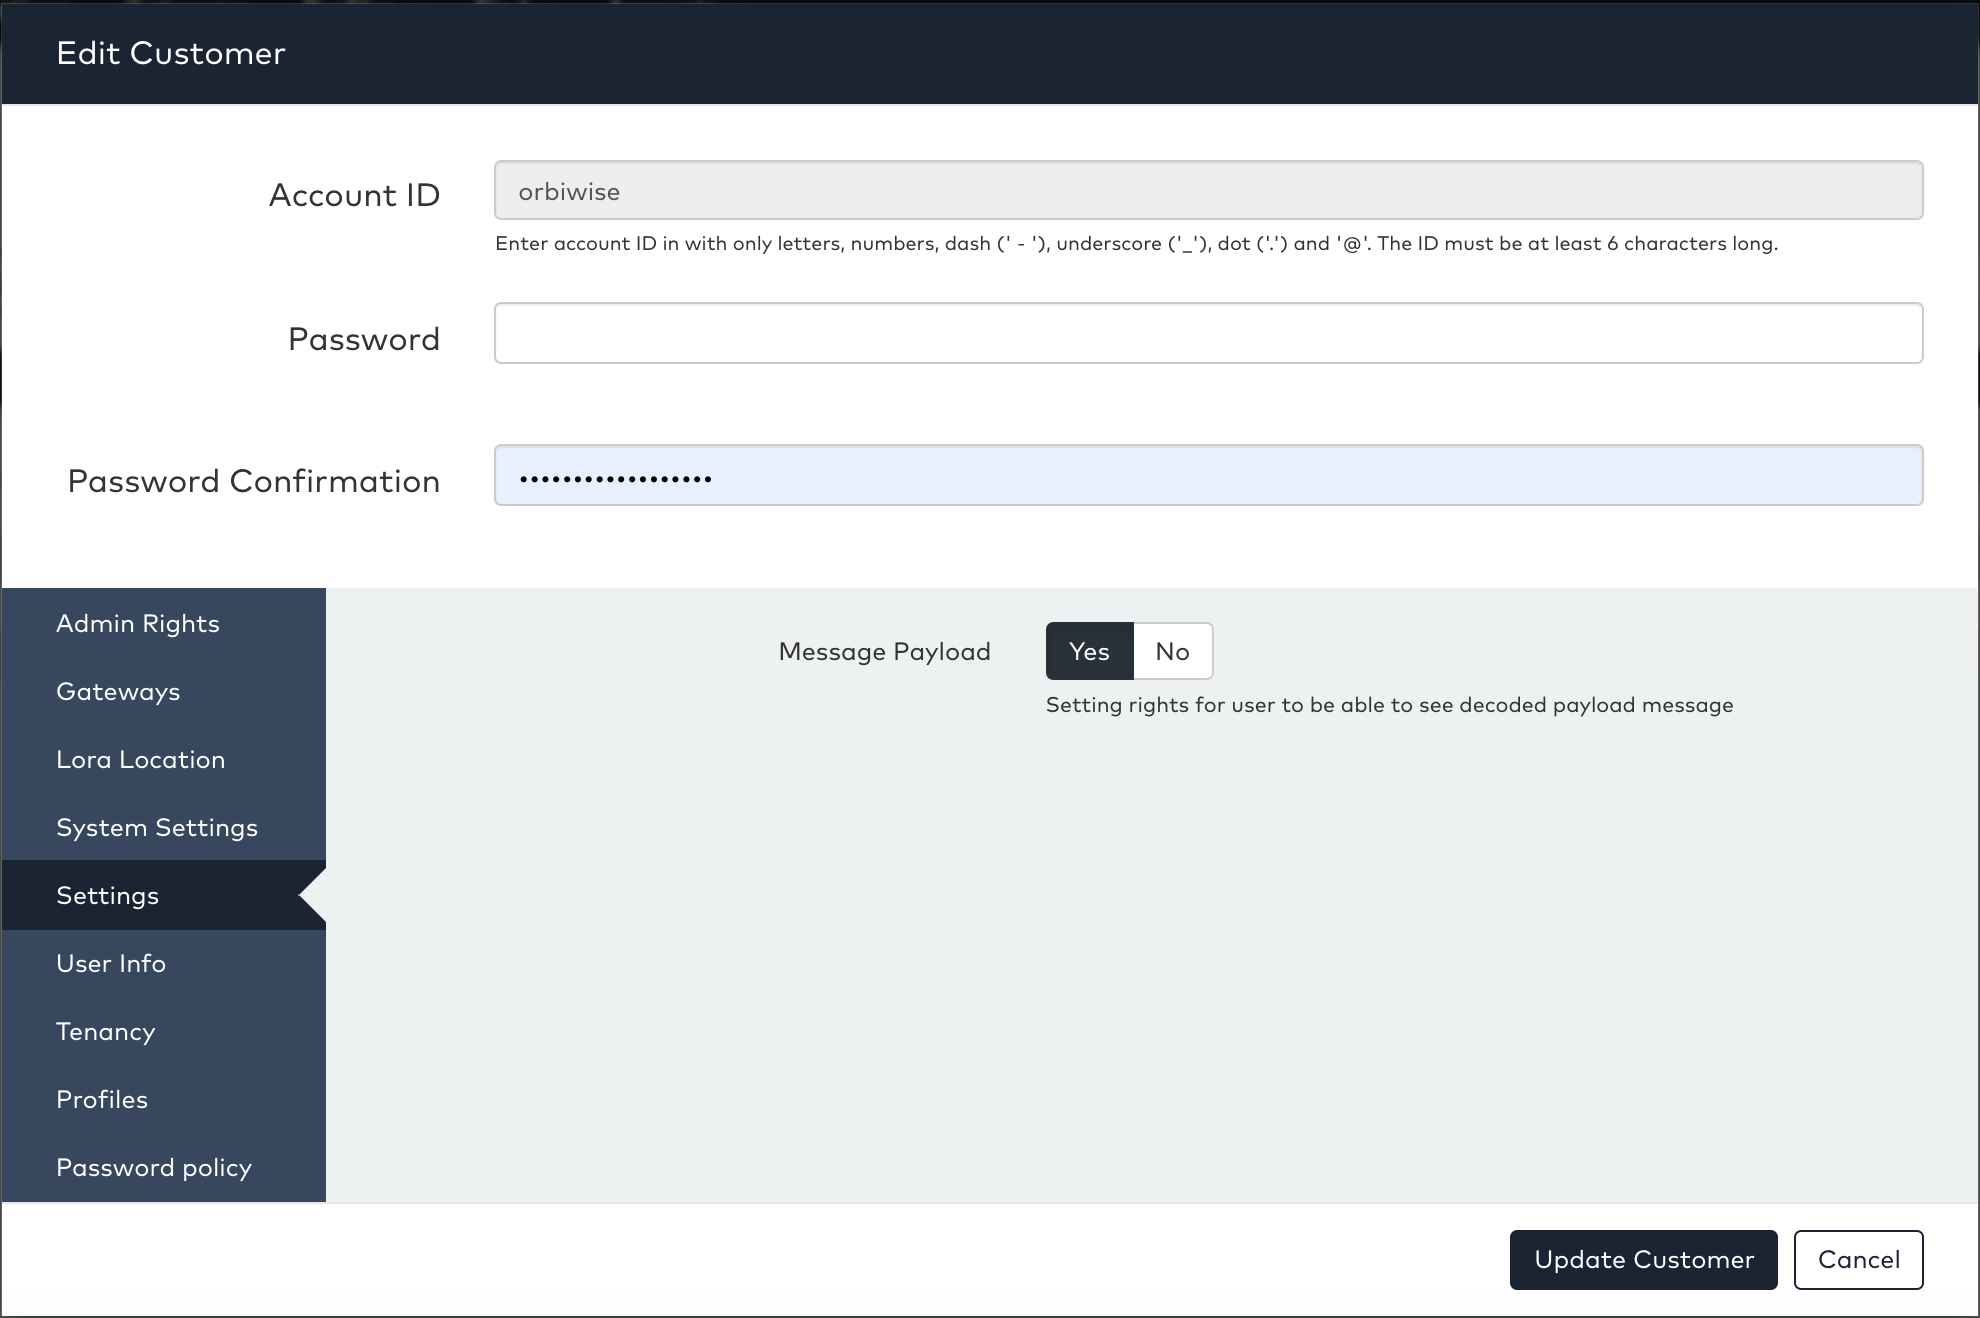 Edit Customer
Account ID
orbiwise
Enter account ID in with only letters, numbers, dash (' - '), underscore ('_'), dot ('.') and '@'. The ID must be at least 6 characters long.
Password
Password Confirmation
••••••••••••••••••
Admin Rights
Gateways
Lora Location
System Settings
Settings
User Info
Tenancy
Profiles
Password policy
Message Payload
Yes No
Setting rights for user to be able to see decoded payload message
Update Customer Cancel